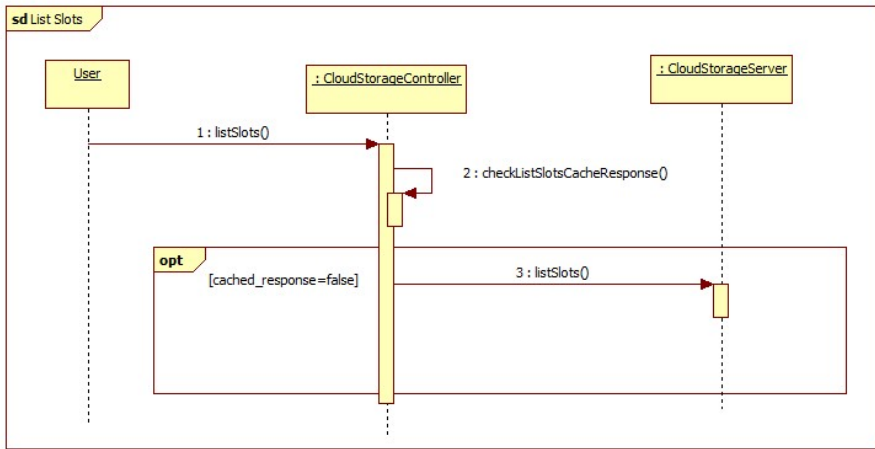 sd List Slots
User
: CloudStorageController
: CloudStorageServer
1 : listSlots()
2 : checkListSlotsCacheResponse()
opt
[cached_response=false]
3 : listSlots()